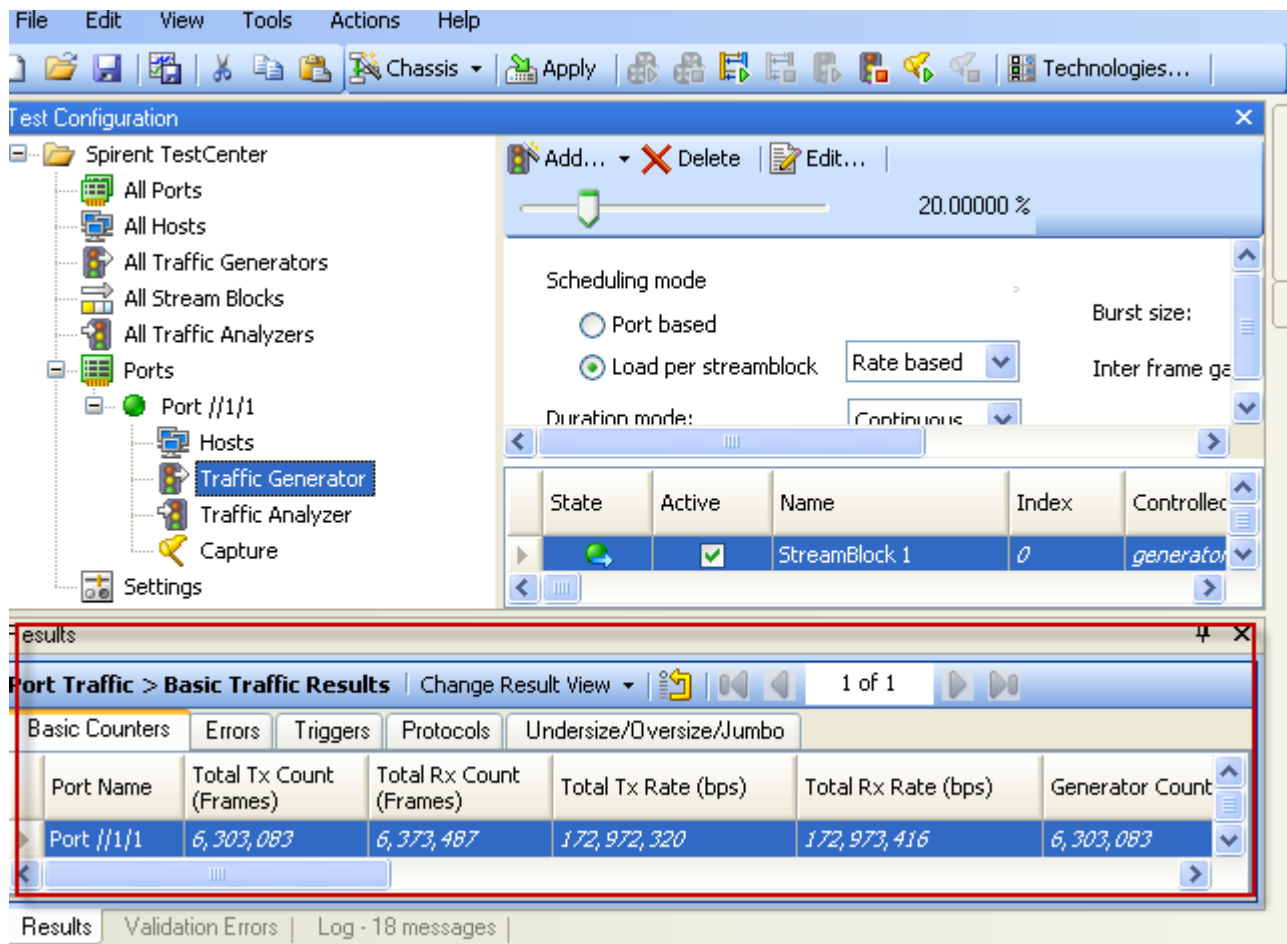 File Edit View Tools Actions Help
Chassis Apply Technologies...
Test Configuration
Spirent TestCenter
All Ports
All Hosts
All Traffic Generators
All Stream Blocks
All Traffic Analyzers
Ports
Port //1/1
Hosts
Traffic Generator
Traffic Analyzer
Capture
Settings
Add... Delete Edit...
20.00000 %
Scheduling mode
Port based
Load per streamblock Rate based
Burst size:
Inter frame ga
Duration mode: Continuous
State Active Name Index Controlled
StreamBlock 1 0 generator
Results
Port Traffic > Basic Traffic Results Change Result View 1 of 1
Basic Counters Errors Triggers Protocols Undersize/Oversize/Jumbo
Port Name Total Tx Count (Frames) Total Rx Count (Frames) Total Tx Rate (bps) Total Rx Rate (bps) Generator Count
Port //1/1 6,303,083 6,373,487 172,972,320 172,973,416 6,303,083
Results Validation Errors Log - 18 messages